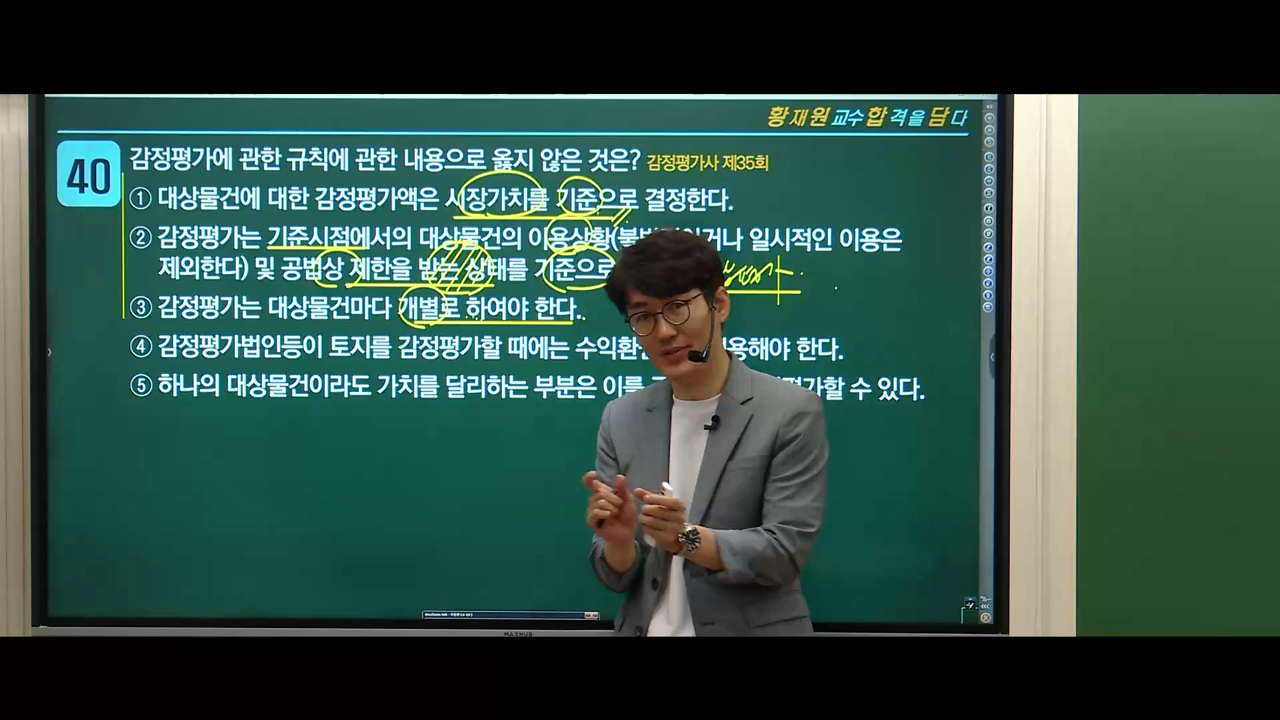 황재원 교수 합격을 담다
40 감정평가에 관한 규칙에 관한 내용으로 옳지 않은 것은? 감정평가사 제35회
① 대상물건에 대한 감정평가액은 시장가치를 기준으로 결정한다.
② 감정평가는 기준시점에서의 대상물건의 이용상황( 일시적인 이용은
제외한다) 및 공법상 제한을 받는 상태를 기준으로
③ 감정평가는 대상물건마다 개별로 하여야 한다.
④ 감정평가법인등이 토지를 감정평가할 때에는 해야 한다.
⑤ 하나의 대상물건이라도 가치를 달리하는 부분은 이를 할 수 있다.
MAXHUB